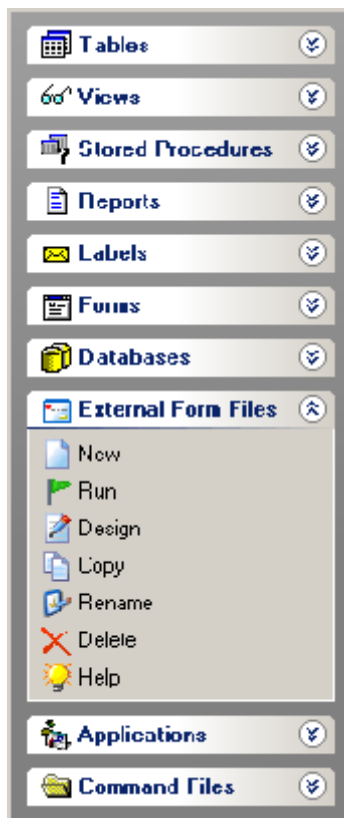 Tables
Views
Stored Procedures
Reports
Labels
Forms
Databases
External Form Files
New
Run
Design
Copy
Rename
Delete
Help
Applications
Command Files